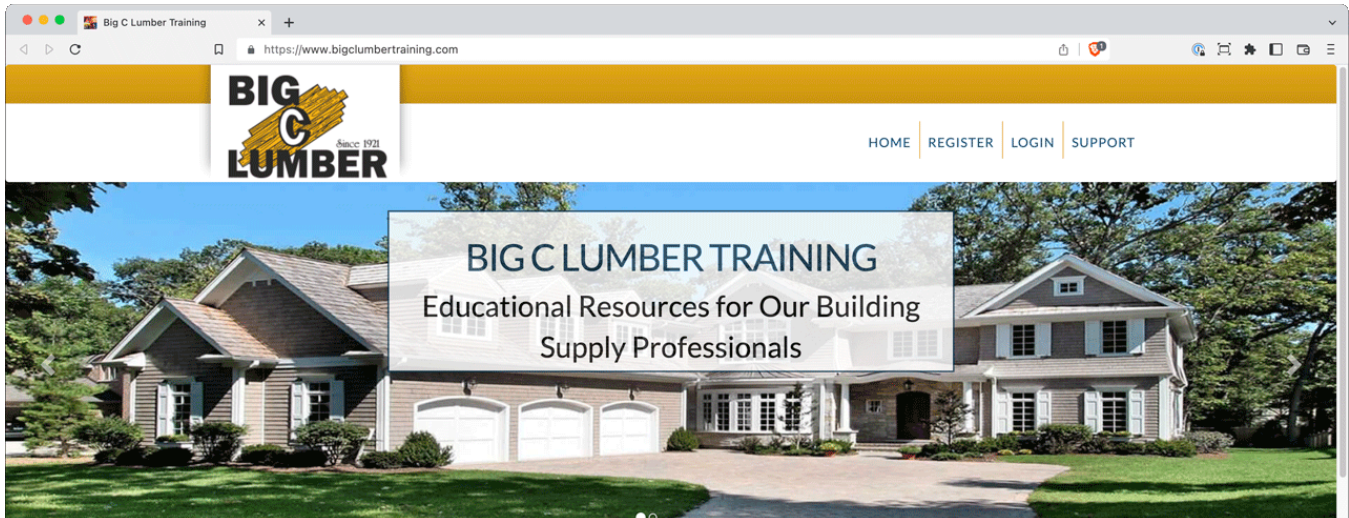 Big C Lumber Training
https://www.bigclumbertraining.com
1
BIG
C
Since 1921
LUMBER
HOME
REGISTER
LOGIN
SUPPORT
BIG C LUMBER TRAINING
Educational Resources for Our Building
Supply Professionals